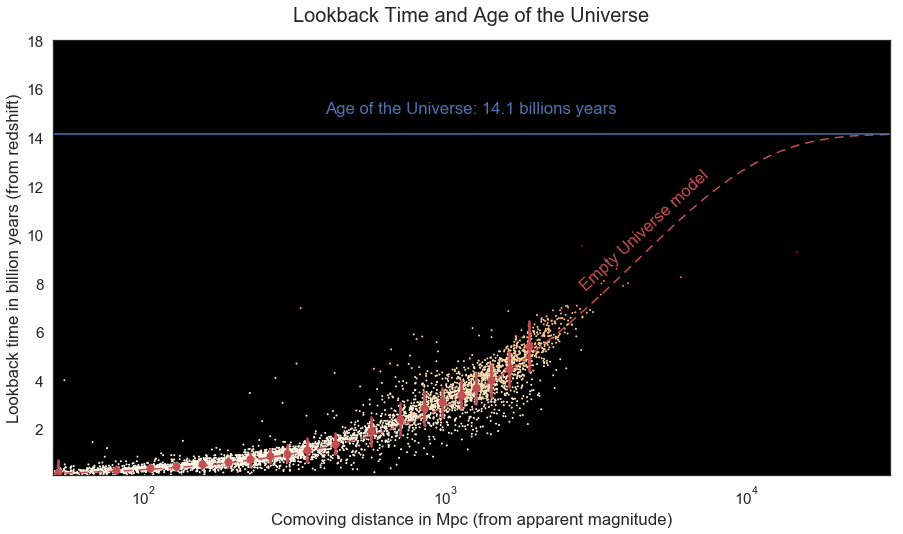 Lookback Time and Age of the Universe
Lookback time in billion years (from redshift)
18
16
14
12
10
8
6
4
2
Age of the Universe: 14.1 billions years
Empty Universe model
10² 10³ 10⁴
Comoving distance in Mpc (from apparent magnitude)